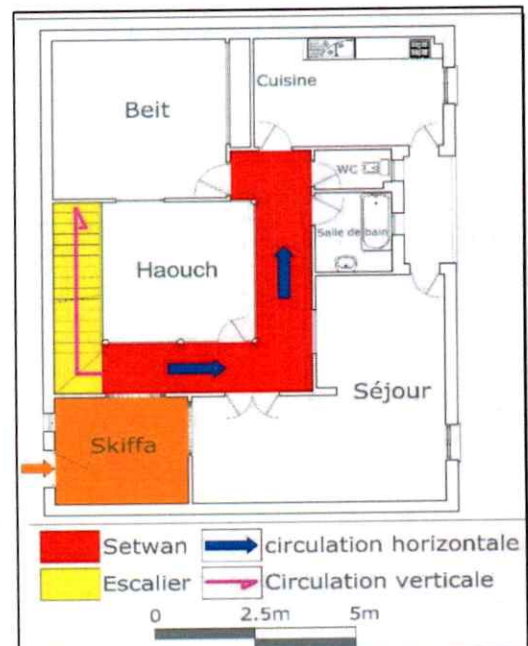 Cuisine
Beit
WC
Salle de bain
Haouch
Séjour
Skiffa
Setwan circulation horizontale
Escalier Circulation verticale
0 2.5m 5m